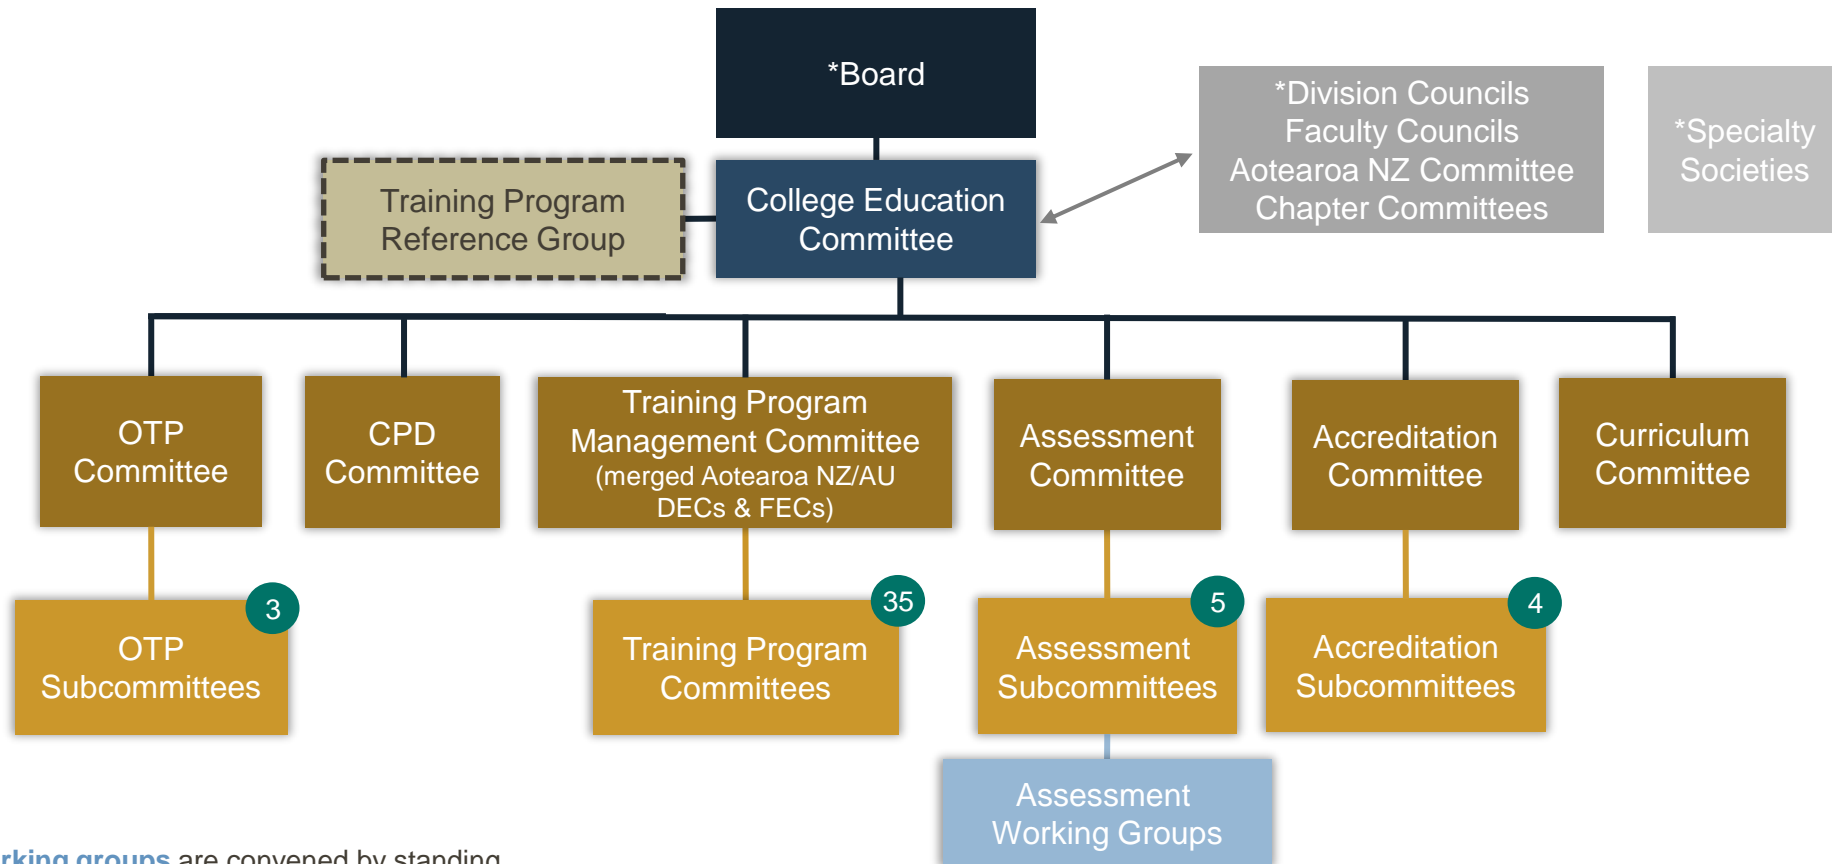 *Board
*Division Councils
Faculty Councils
Aotearoa NZ Committee
Chapter Committees
*Specialty
Societies
Training Program
Reference Group
College Education
Committee
OTP
Committee
CPD
Committee
Training Program
Management Committee
(merged Aotearoa NZ/AU
DECs & FECs)
Assessment
Committee
Accreditation
Committee
Curriculum
Committee
3
OTP
Subcommittees
35
Training Program
Committees
5
Assessment
Subcommittees
4
Accreditation
Subcommittees
Assessment
Working Groups
rking groups are convened by standing